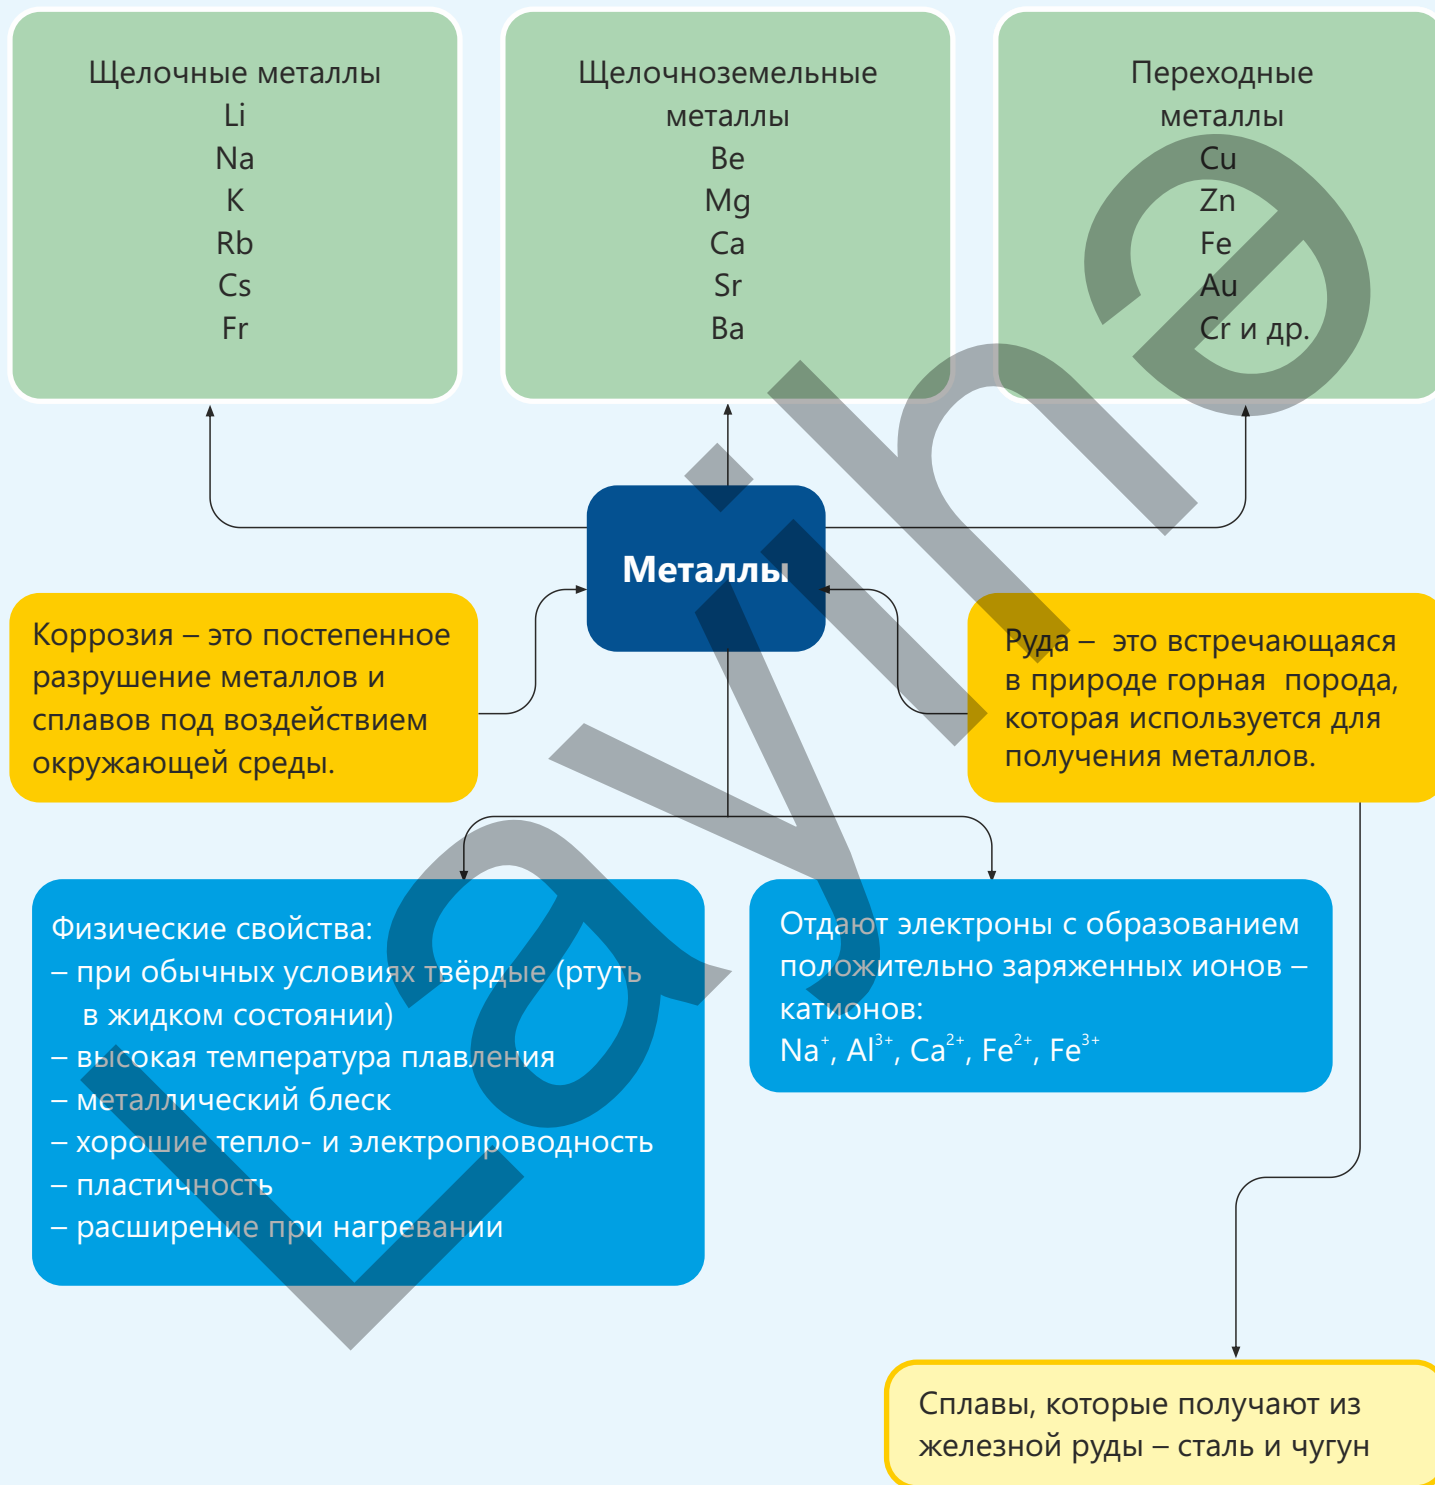 Щелочные металлы
Li
Na
K
Rb
Cs
Fr
Щелочноземельные
металлы
Be
Mg
Ca
Sr
Ba
Переходные
металлы
Cu
Zn
Fe
Au
Cr и др.
Металлы
Коррозия – это постепенное
разрушение металлов и
сплавов под воздействием
окружающей среды.
Руда – это встречающаяся
в природе горная порода,
которая используется для
получения металлов.
Физические свойства:
– при обычных условиях твёрдые (ртуть
в жидком состоянии)
– высокая температура плавления
– металлический блеск
– хорошие тепло- и электропроводность
– пластичность
– расширение при нагревании
Отдают электроны с образованием
положительно заряженных ионов –
катионов:
Na⁺, Al³⁺, Ca²⁺, Fe²⁺, Fe³⁺
Сплавы, которые получают из
железной руды – сталь и чугун
Layihə